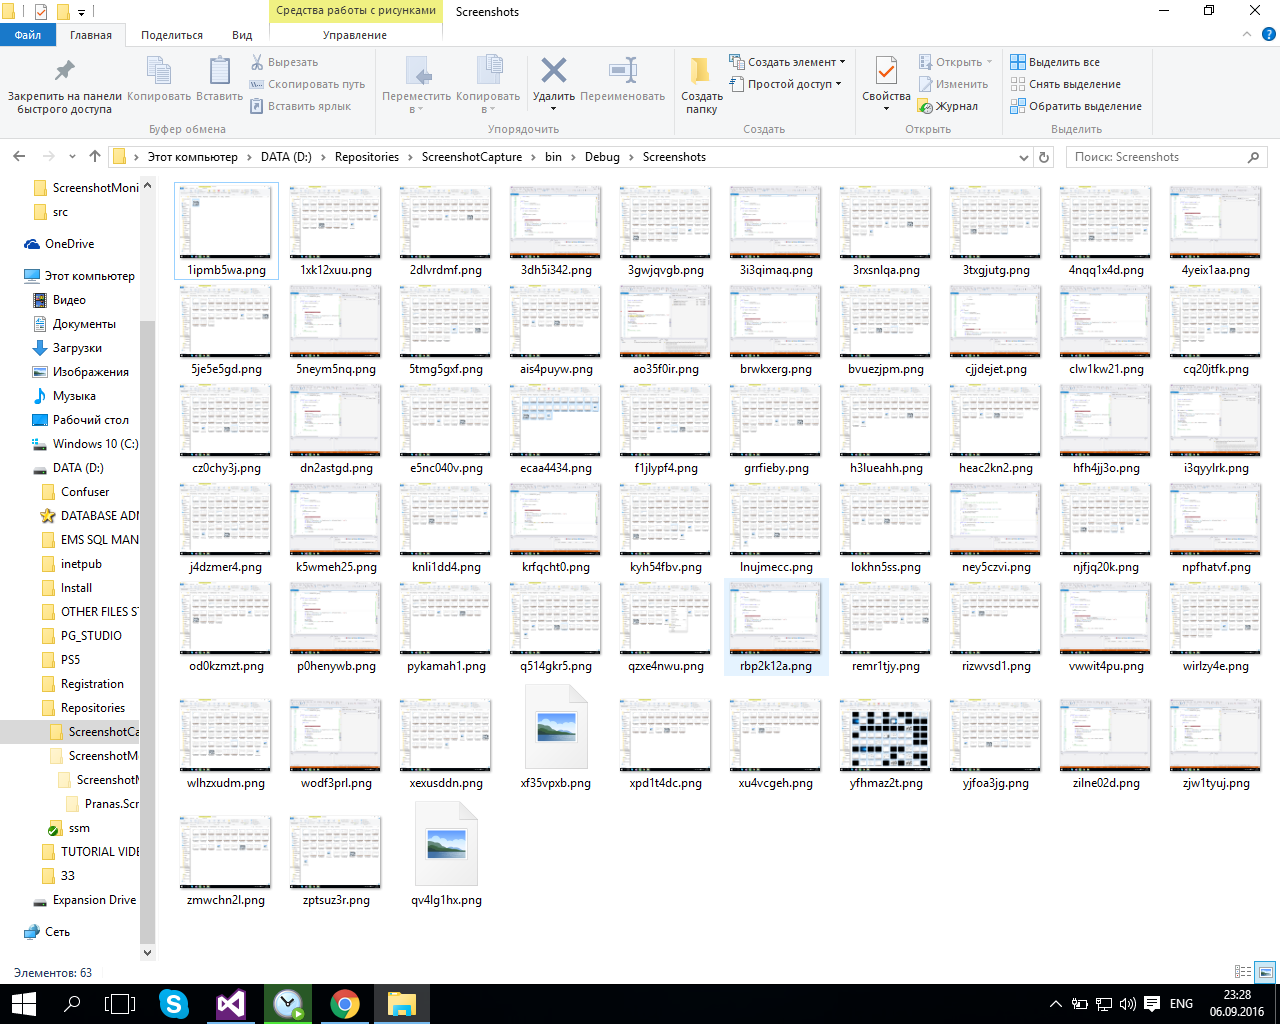 Средства работы с рисунками
Screenshots
Файл
Главная
Поделиться
Вид
Управление
Закрепить на панели быстрого доступа
Копировать
Вставить
Вырезать
Скопировать путь
Вставить ярлык
Буфер обмена
Переместить в
Копировать в
Удалить
Переименовать
Упорядочить
Создать папку
Создать элемент
Простой доступ
Создать
Свойства
Открыть
Изменить
Журнал
Открыть
Выделить все
Снять выделение
Обратить выделение
Выделить
Этот компьютер > DATA (D:) > Repositories > ScreenshotCapture > bin > Debug > Screenshots
Поиск: Screenshots
ScreenshotMoni
src
OneDrive
Этот компьютер
Видео
Документы
Загрузки
Изображения
Музыка
Рабочий стол
Windows 10 (C:)
DATA (D:)
Confuser
DATABASE ADM
EMS SQL MAN
inetpub
Install
OTHER FILES ST
PG_STUDIO
PS5
Registration
Repositories
ScreenshotCa
ScreenshotM
ScreenshotM
Pranas.Scr
ssm
TUTORIAL VIDE
33
Expansion Drive
Сеть
1ipmb5wa.png 1xk12xuu.png 2dlvrdmf.png 3dh5i342.png 3gwjqvgb.png 3i3qimaq.png 3rxsnlqa.png 3txgjutg.png 4nqq1x4d.png 4yeix1aa.png
5je5e5gd.png 5neym5nq.png 5tmg5gxf.png ais4puyw.png ao35f0ir.png brwkxerg.png bvuezjpm.png cjjdejet.png clw1kw21.png cq20jtfk.png
cz0chy3j.png dn2astgd.png e5nc040v.png ecaa4434.png f1jlypf4.png grrfieby.png h3lueahh.png heac2kn2.png hfh4jj3o.png i3qyylrk.png
j4dzmer4.png k5wmeh25.png knli1dd4.png krfqcht0.png kyh54fbv.png lnujmecc.png lokhn5ss.png ney5czvi.png njfjq20k.png npfhatvf.png
od0kzmzt.png p0henywb.png pykamah1.png q514gkr5.png qzxe4nwu.png rbp2k12a.png remr1tjy.png rizwvsd1.png vwwit4pu.png wirlzy4e.png
wlhzxudm.png wodf3prl.png xexusddn.png xf35vpxb.png xpd1t4dc.png xu4vcgeh.png yfhmaz2t.png yjfoa3jg.png zilne02d.png zjw1tyuj.png
zmwchn2l.png zptsuz3r.png qv4lg1hx.png
Элементов: 63
ENG
23:28
06.09.2016